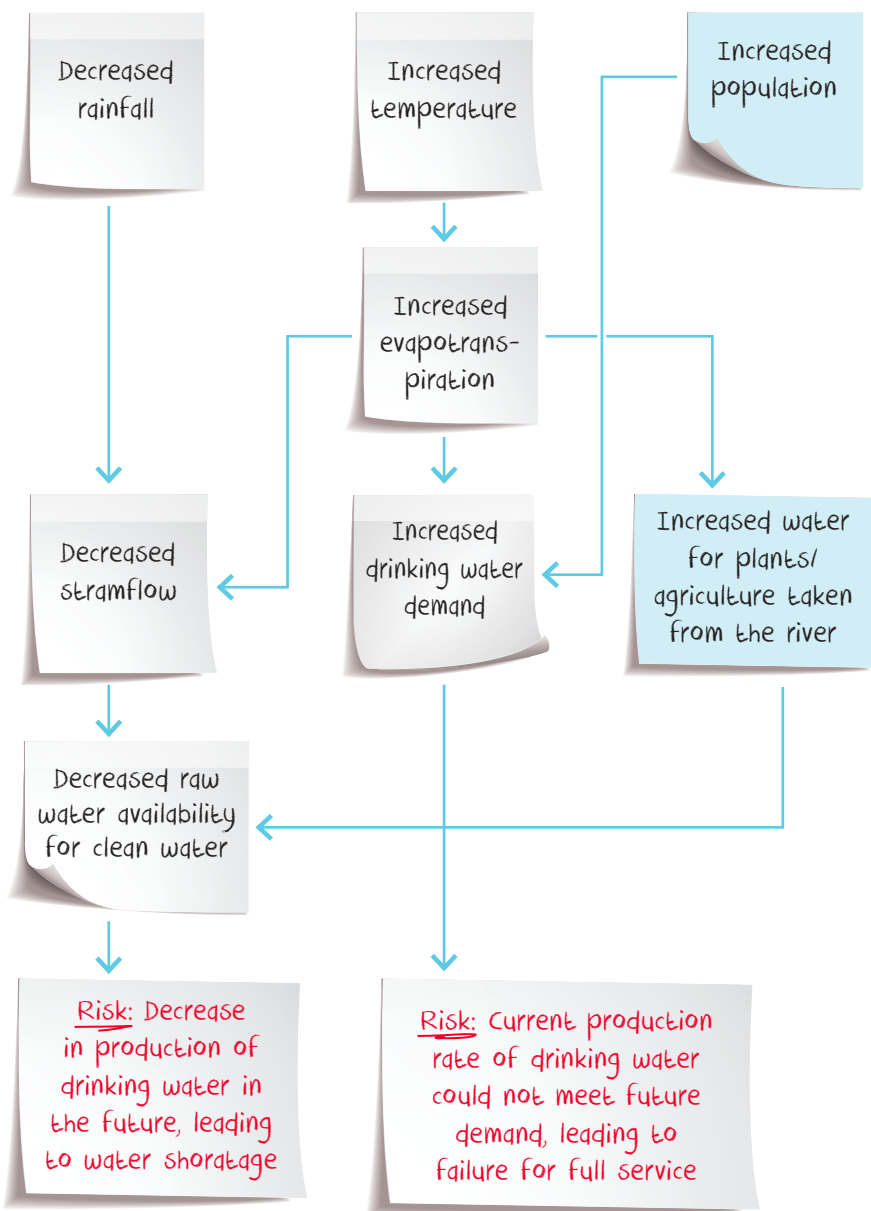 Decreased
rainfall
Increased
temperature
Increased
population
Increased
evapotrans-
piration
Decreased
stramflow
Increased
drinking water
demand
Increased water
for plants/
agriculture taken
from the river
Decreased raw
water availability
for clean water
Risk: Decrease
in production of
drinking water in
the future, leading
to water shoratage
Risk: Current production
rate of drinking water
could not meet future
demand, leading to
failure for full service